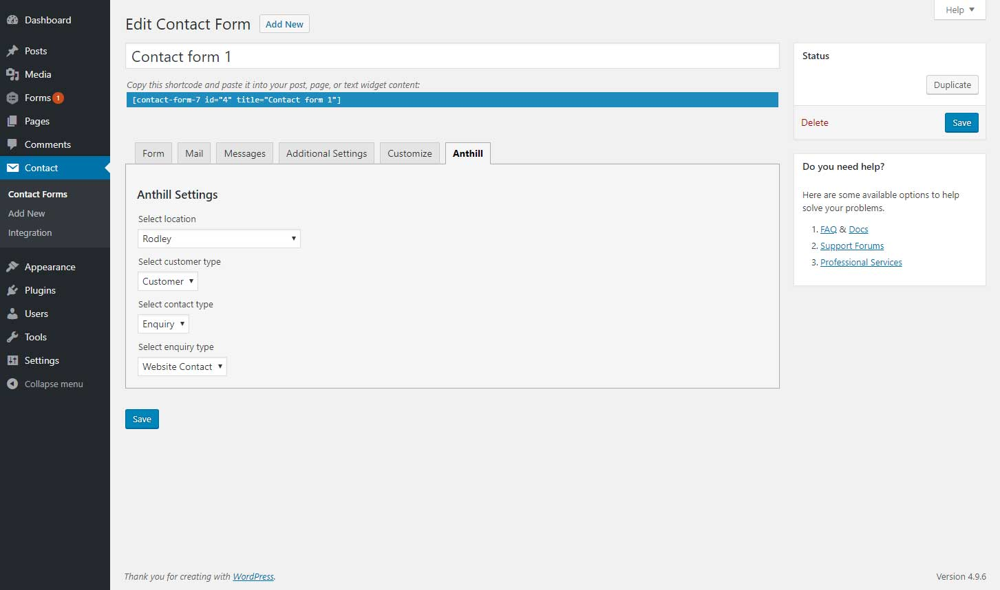 Dashboard
Posts
Media
Forms 1
Pages
Comments
Contact
Contact Forms
Add New
Integration
Appearance
Plugins
Users
Tools
Settings
Collapse menu
Help
Edit Contact Form Add New
Contact form 1
Copy this shortcode and paste it into your post, page, or text widget content:
[contact-form-7 id="4" title="Contact form 1"]
Form Mail Messages Additional Settings Customize Anthill
Anthill Settings
Select location
Rodley
Select customer type
Customer
Select contact type
Enquiry
Select enquiry type
Website Contact
Save
Status
Duplicate
Delete Save
Do you need help?
Here are some available options to help
solve your problems.
1. FAQ & Docs
2. Support Forums
3. Professional Services
Thank you for creating with WordPress.
Version 4.9.6